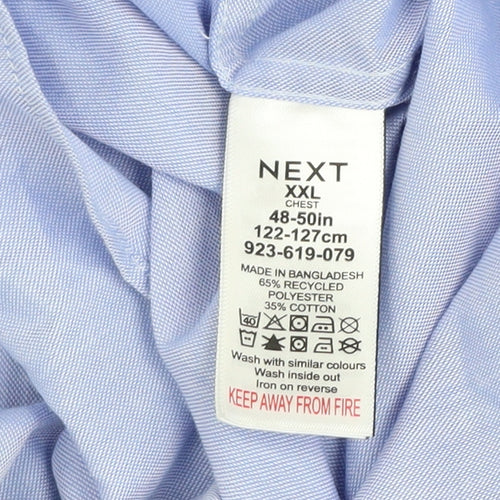 NEXT
XXL
CHEST
48-50in
122-127cm
923-619-079
MADE IN BANGLADESH
65% RECYCLED
POLYESTER
35% COTTON
40
Wash with similar colours
Wash inside out
Iron on reverse
KEEP AWAY FROM FIRE